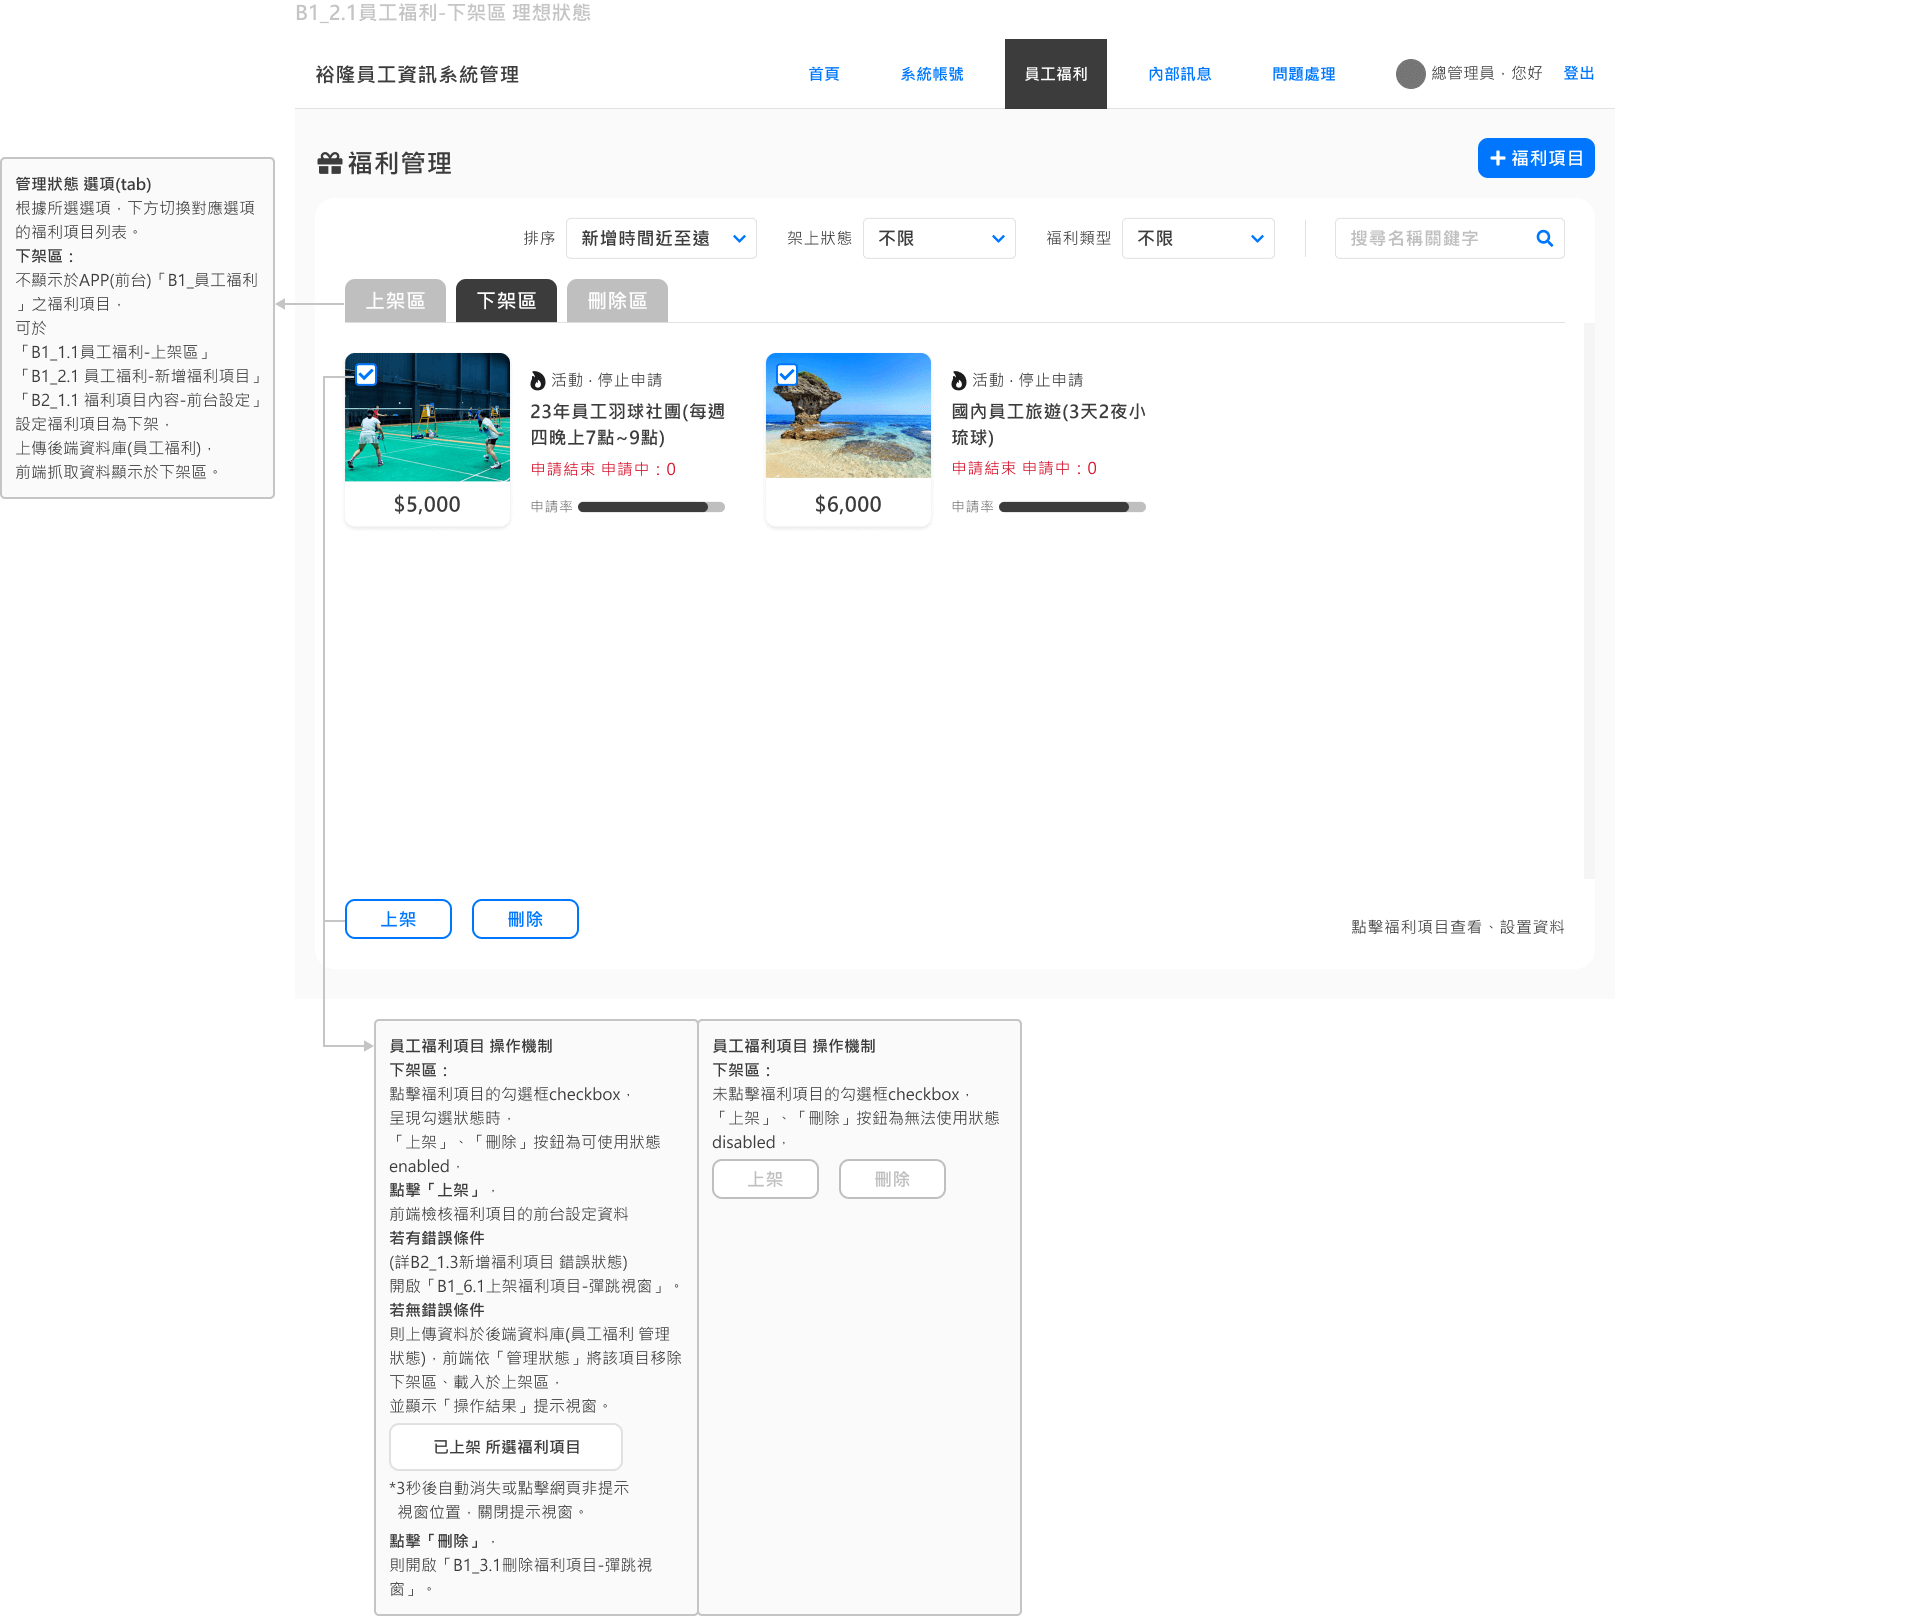 B1_2.1員工福利-下架區 理想狀態
裕隆員工資訊系統管理
首頁
系統帳號
員工福利
內部訊息
問題處理
總管理員，您好
登出
福利管理
福利項目
管理狀態 選項(tab)
根據所選選項，下方切換對應選項
的福利項目列表。
下架區：
不顯示於APP(前台)「B1_員工福利
」之福利項目，
可於
「B1_1.1員工福利-上架區」
「B1_2.1 員工福利-新增福利項目」
「B2_1.1 福利項目內容-前台設定」
設定福利項目為下架，
上傳後端資料庫(員工福利)，
前端抓取資料顯示於下架區。
排序
新增時間近至遠
架上狀態
不限
福利類型
不限
搜尋名稱關鍵字
上架區
下架區
刪除區
活動 · 停止申請
23年員工羽球社團(每週
四晚上7點~9點)
申請結束 申請中：0
申請率
$5,000
活動 · 停止申請
國內員工旅遊(3天2夜小
琉球)
申請結束 申請中：0
申請率
$6,000
上架
刪除
點擊福利項目查看、設置資料
員工福利項目 操作機制
下架區：
點擊福利項目的勾選框checkbox，
呈現勾選狀態時，
「上架」、「刪除」按鈕為可使用狀態
enabled，
點擊「上架」，
前端檢核福利項目的前台設定資料
若有錯誤條件
(詳B2_1.3新增福利項目 錯誤狀態)
開啟「B1_6.1上架福利項目-彈跳視窗」。
若無錯誤條件
則上傳資料於後端資料庫(員工福利 管理
狀態)，前端依「管理狀態」將該項目移除
下架區、載入於上架區，
並顯示「操作結果」提示視窗。
已上架 所選福利項目
*3秒後自動消失或點擊網頁非提示
視窗位置，關閉提示視窗。
點擊「刪除」，
則開啟「B1_3.1刪除福利項目-彈跳視
窗」。
員工福利項目 操作機制
下架區：
未點擊福利項目的勾選框checkbox，
「上架」、「刪除」按鈕為無法使用狀態
disabled，
上架
刪除